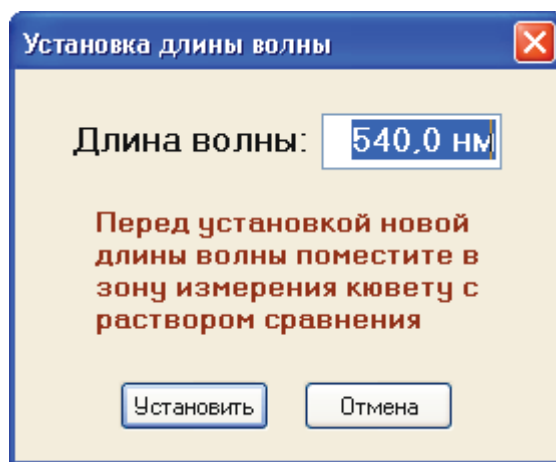 Установка длины волны
Длина волны: 540,0 нм
Перед установкой новой
длины волны поместите в
зону измерения кювету с
раствором сравнения
Установить Отмена